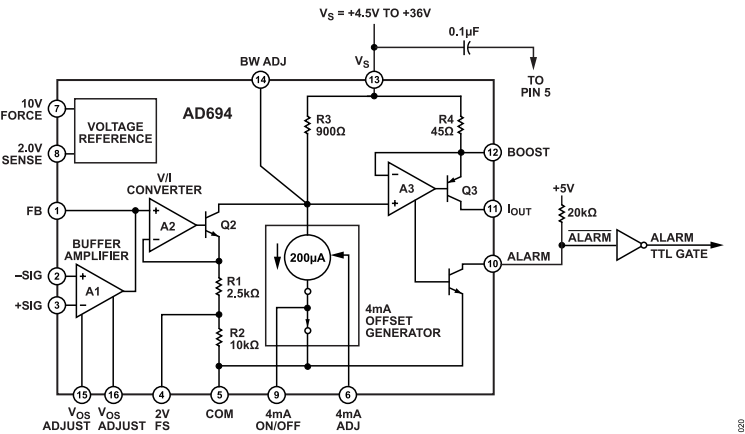 V_S = +4.5V TO +36V
0.1µF
TO
PIN 5
BW ADJ
V_S
14
13
10V
FORCE
7
AD694
VOLTAGE
REFERENCE
2.0V
SENSE
8
R3
900Ω
R4
45Ω
12
BOOST
V/I
CONVERTER
A3
Q3
FB
1
A2
Q2
11
I_OUT
+5V
20kΩ
BUFFER
AMPLIFIER
200µA
10
ALARM
ALARM
ALARM
TTL GATE
–SIG
2
A1
+SIG
3
R1
2.5kΩ
4mA
OFFSET
GENERATOR
R2
10kΩ
15
16
4
5
9
6
V_OS
ADJUST
V_OS
ADJUST
2V
FS
COM
4mA
ON/OFF
4mA
ADJ
020
+
–
+
–
–
+